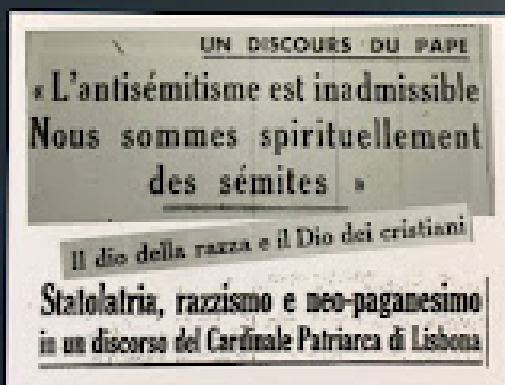 UN DISCOURS DU PAPE
« L'antisémitisme est inadmissible
Nous sommes spirituellement
des sémites »
Il dio della razza e il Dio dei cristiani
Statolatria, razzismo e neo-paganesimo
in un discorso del Cardinale Patriarca di Lisbona